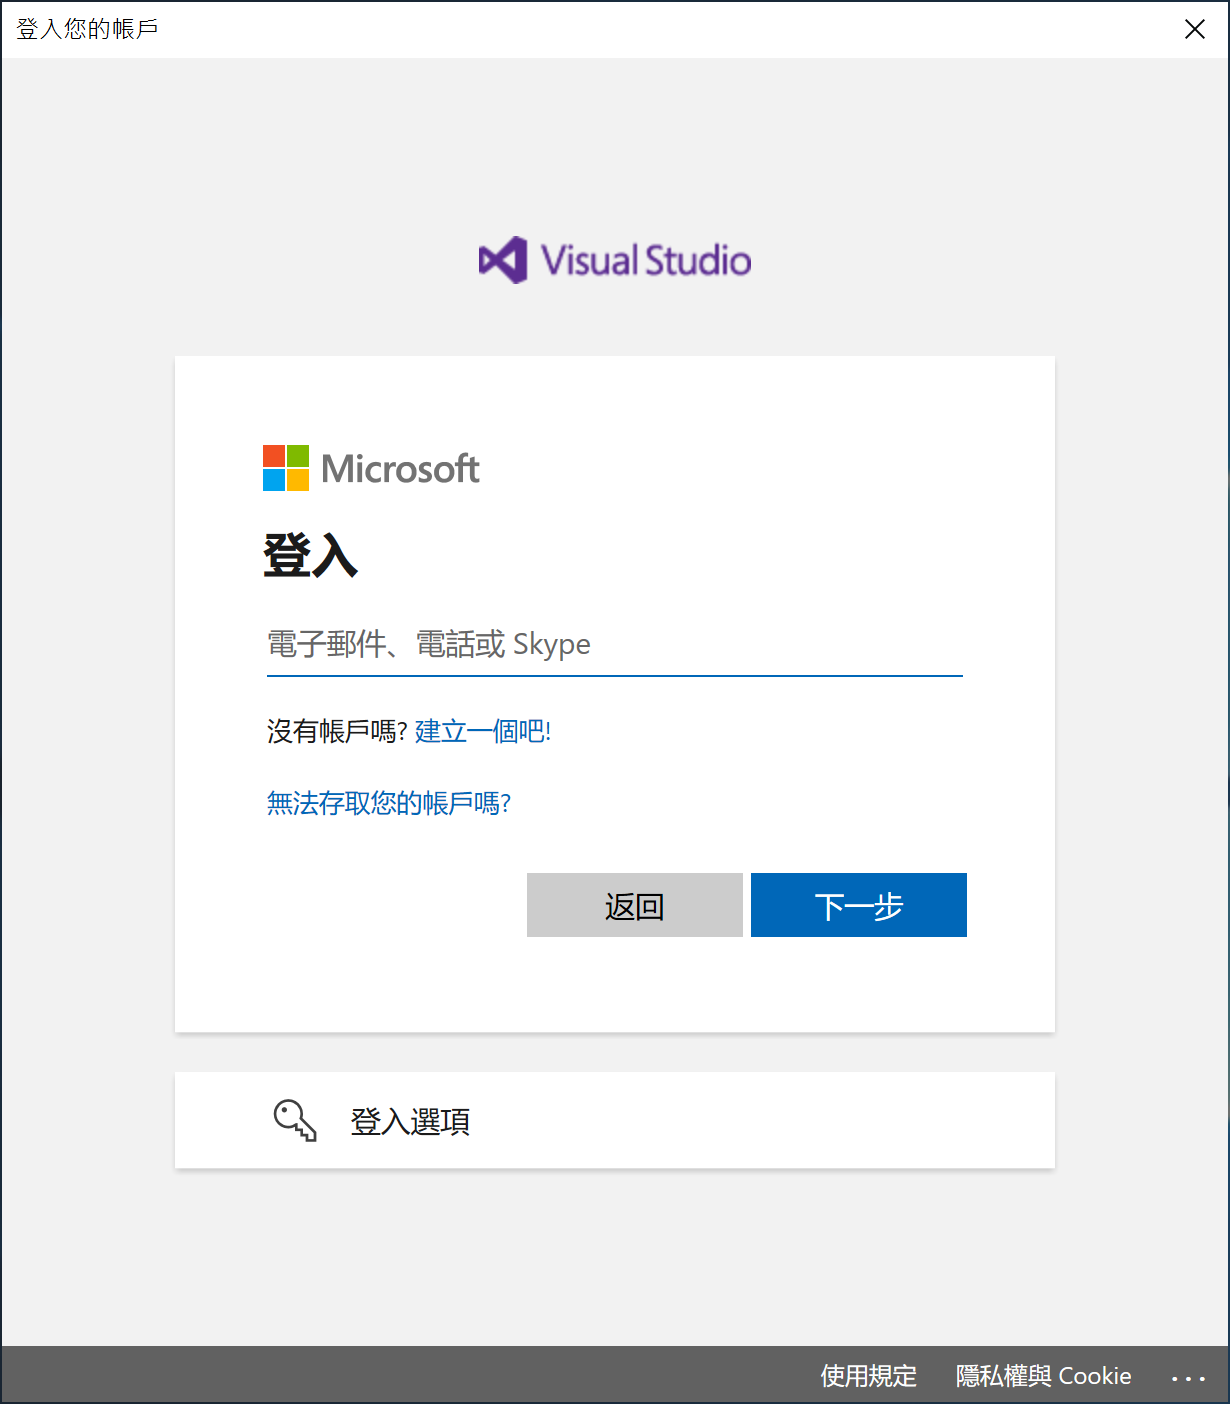 登入您的帳戶
Visual Studio
Microsoft
登入
電子郵件、電話或 Skype
沒有帳戶嗎? 建立一個吧!
無法存取您的帳戶嗎?
返回 下一步
登入選項
使用規定 隱私權與 Cookie ...